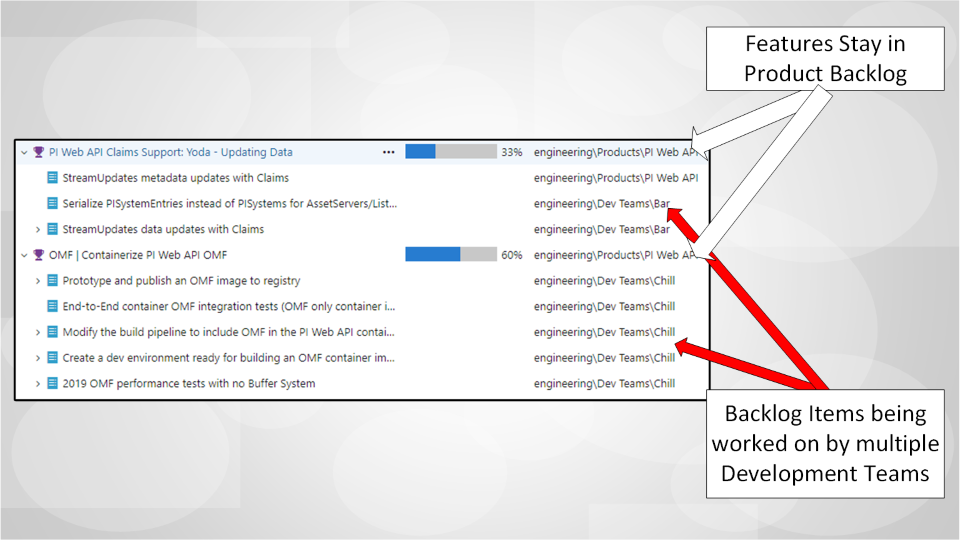 Features Stay in
Product Backlog
PI Web API Claims Support: Yoda - Updating Data ••• 33% engineering\Products\PI Web API
StreamUpdates metadata updates with Claims engineering\Products\PI Web API
Serialize PISystemEntries instead of PISystems for AssetServers/List... engineering\Dev Teams\Bar
StreamUpdates data updates with Claims engineering\Dev Teams\Bar
OMF | Containerize PI Web API OMF 60% engineering\Products\PI Web API
Prototype and publish an OMF image to registry engineering\Dev Teams\Chill
End-to-End container OMF integration tests (OMF only container i... engineering\Dev Teams\Chill
Modify the build pipeline to include OMF in the PI Web API contai... engineering\Dev Teams\Chill
Create a dev environment ready for building an OMF container im... engineering\Dev Teams\Chill
2019 OMF performance tests with no Buffer System engineering\Dev Teams\Chill
Backlog Items being
worked on by multiple
Development Teams